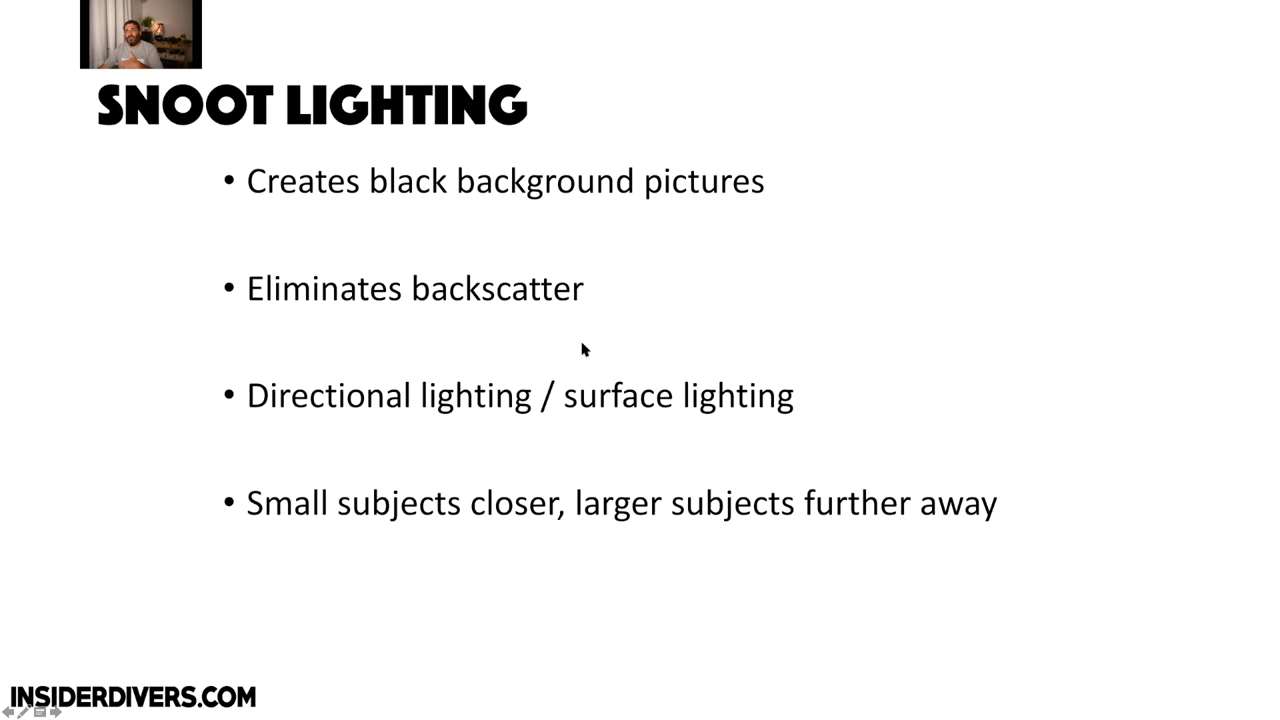 SNOOT LIGHTING
• Creates black background pictures
• Eliminates backscatter
• Directional lighting / surface lighting
• Small subjects closer, larger subjects further away
INSIDERDIVERS.COM